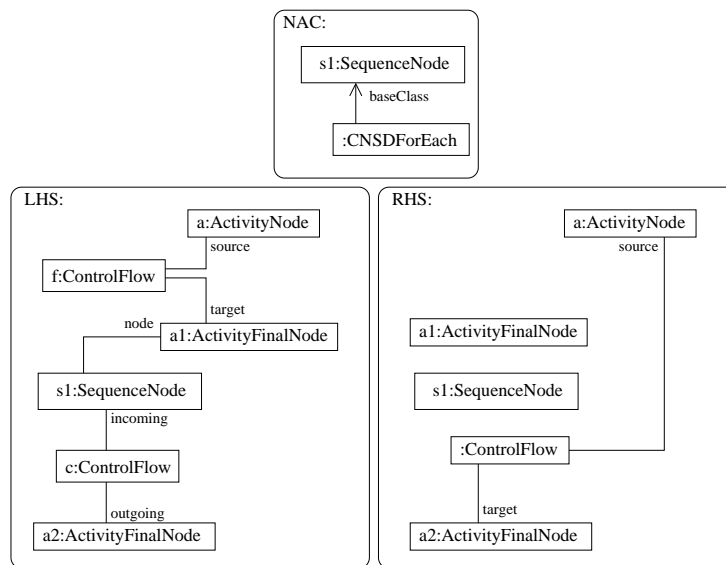 NAC:
s1:SequenceNode
baseClass
:CNSDForEach
LHS:
a:ActivityNode
source
f:ControlFlow
target
node
a1:ActivityFinalNode
s1:SequenceNode
incoming
c:ControlFlow
outgoing
a2:ActivityFinalNode
RHS:
a:ActivityNode
source
a1:ActivityFinalNode
s1:SequenceNode
:ControlFlow
target
a2:ActivityFinalNode